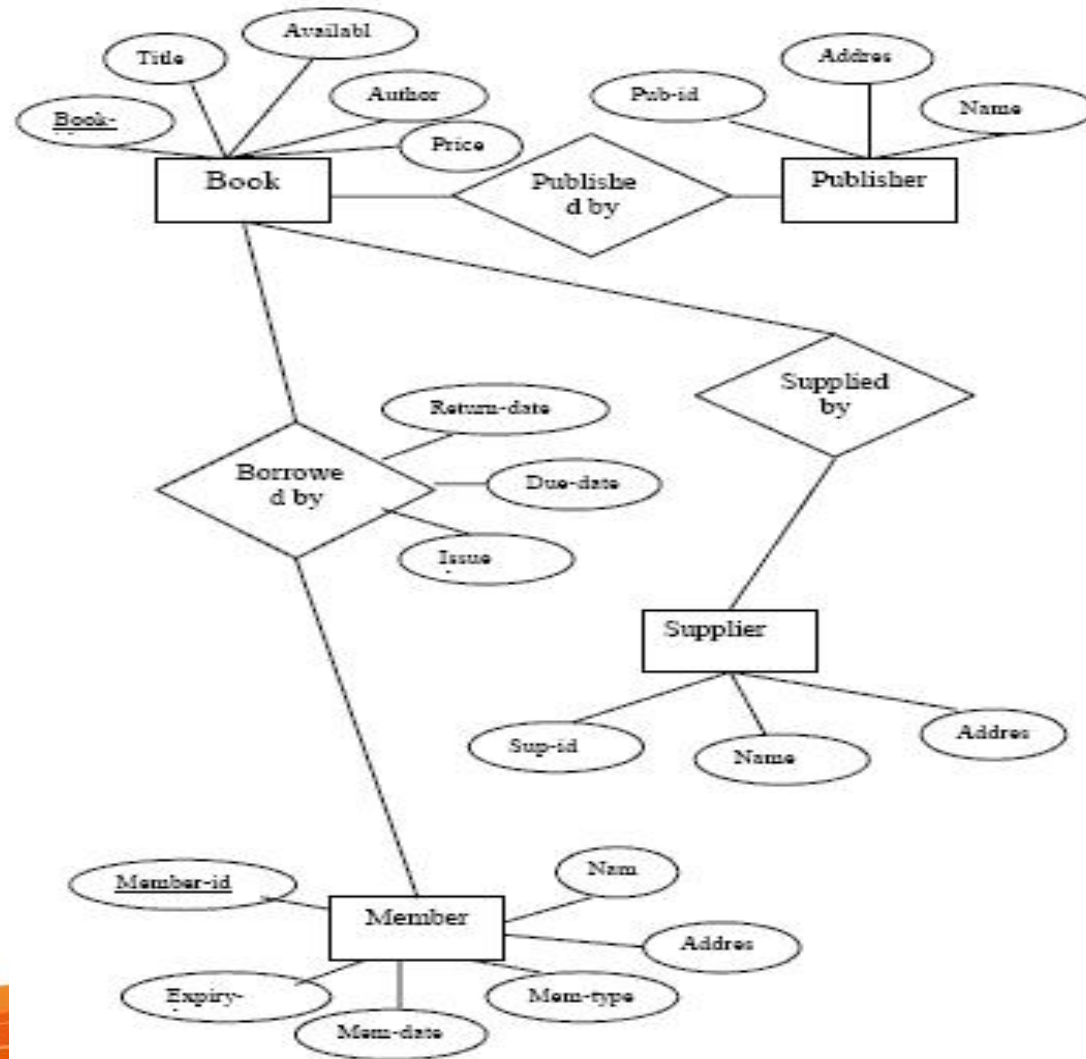 Availabl
Title
Addres
Author
Pub-id
Name
Book-
Price
Book
Publishe
d by
Publisher
Supplied
by
Return-date
Borrowe
d by
Due-date
Issue
Supplier
Sup-id
Name
Addres
Nam
Member-id
Member
Addres
Expiry-
Mem-type
Mem-date